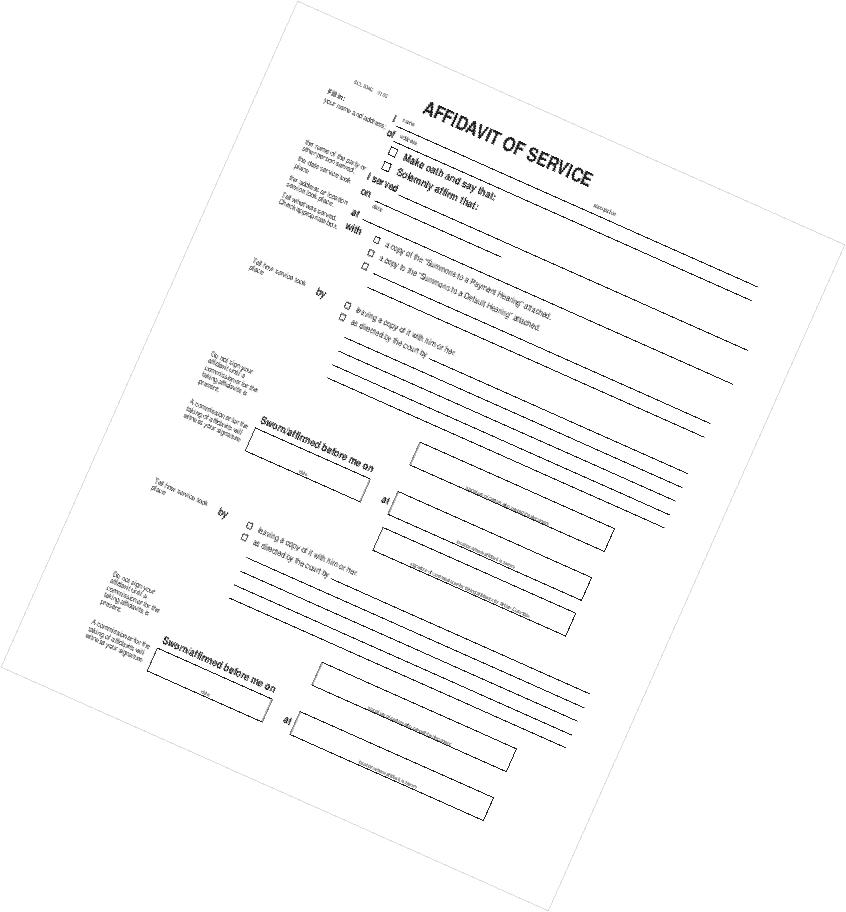 AFFIDAVIT OF SERVICE
Fill in:
your name and address,
I
name
of
address
Make oath and say that:
Solemnly affirm that:
the name of the party or
other person served,
I served
the date service took
place.
on
date
the address or location
service took place.
at
Tell what was served.
Check appropriate box.
with
a copy of the "Summons to a Payment Hearing" attached.
a copy to the "Summons to a Default Hearing" attached.
Tell how service took
place
by
leaving a copy of it with him or her
as directed by the court by
Do not sign your
affidavit until a
commissioner for the
taking affidavits is
present.
A commissioner for the
taking of affidavits will
witness your signature
Sworn/affirmed before me on
date
at
Tell how service took
place
by
leaving a copy of it with him or her
as directed by the court by
Do not sign your
affidavit until a
commissioner for the
taking affidavits is
present.
A commissioner for the
taking of affidavits will
witness your signature
Sworn/affirmed before me on
date
at